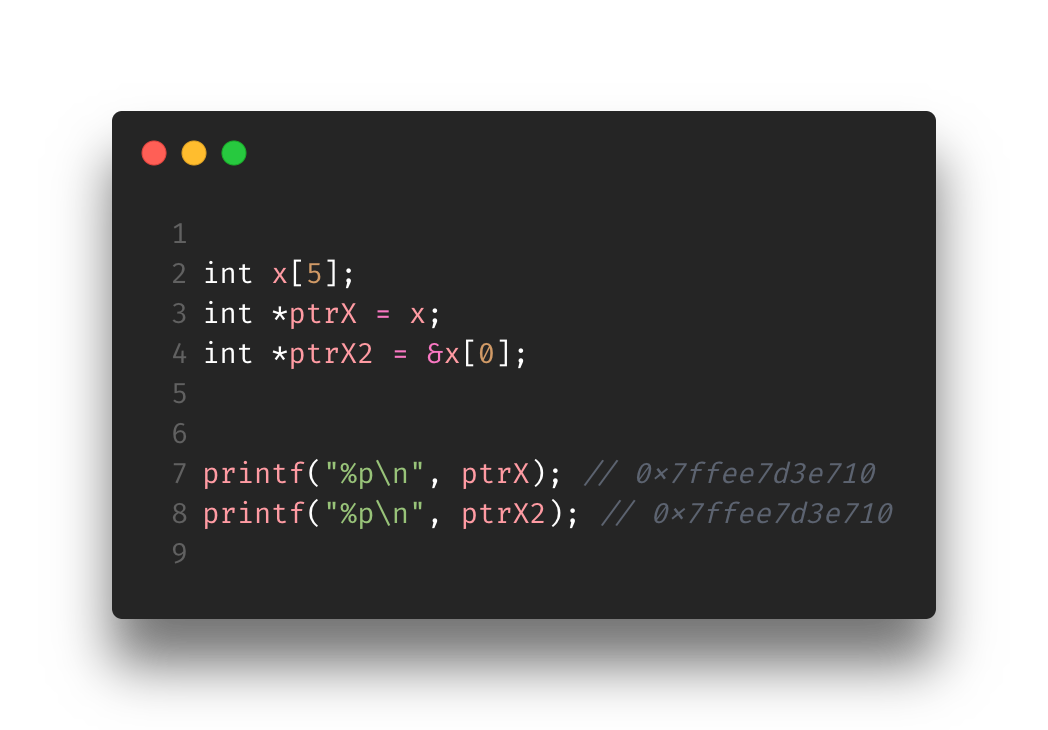 1
2 int x[5];
3 int *ptrX = x;
4 int *ptrX2 = &x[0];
5
6
7 printf("%p\n", ptrX); // 0x7ffee7d3e710
8 printf("%p\n", ptrX2); // 0x7ffee7d3e710
9